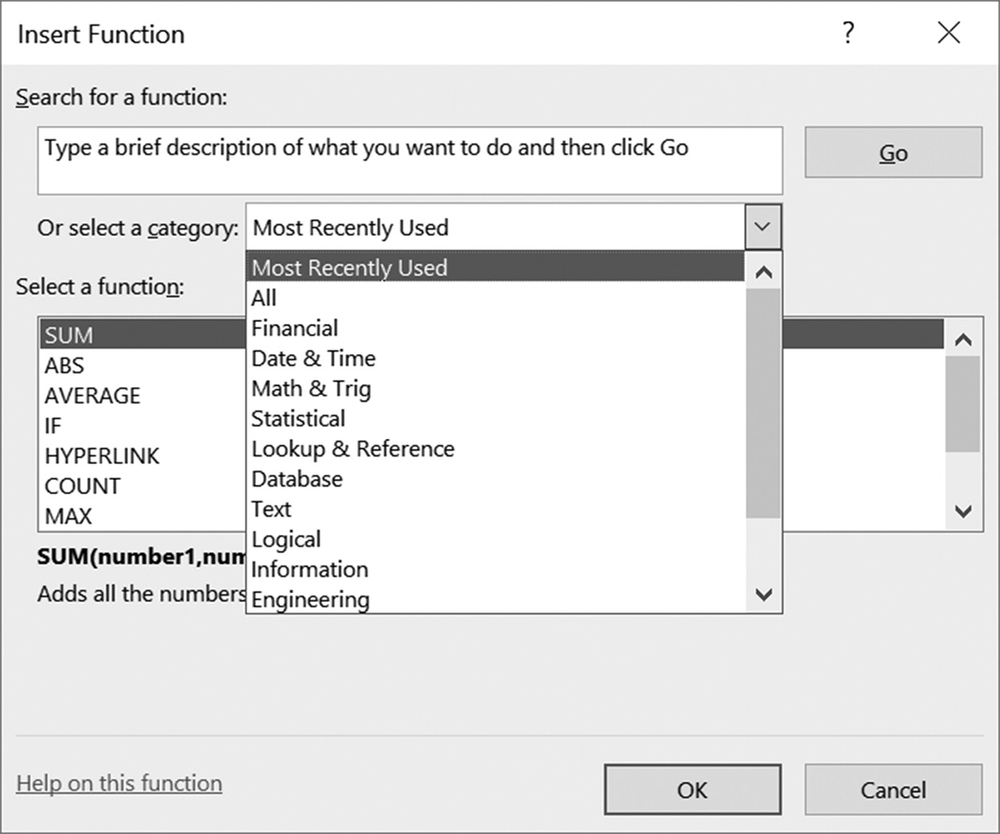 Insert Function
?
Search for a function:
Type a brief description of what you want to do and then click Go
Go
Or select a category:
Most Recently Used
Most Recently Used
All
Financial
Date & Time
Math & Trig
Statistical
Lookup & Reference
Database
Text
Logical
Information
Engineering
Select a function:
SUM
ABS
AVERAGE
IF
HYPERLINK
COUNT
MAX
SUM(number1,num
Adds all the numbers
Help on this function
OK
Cancel